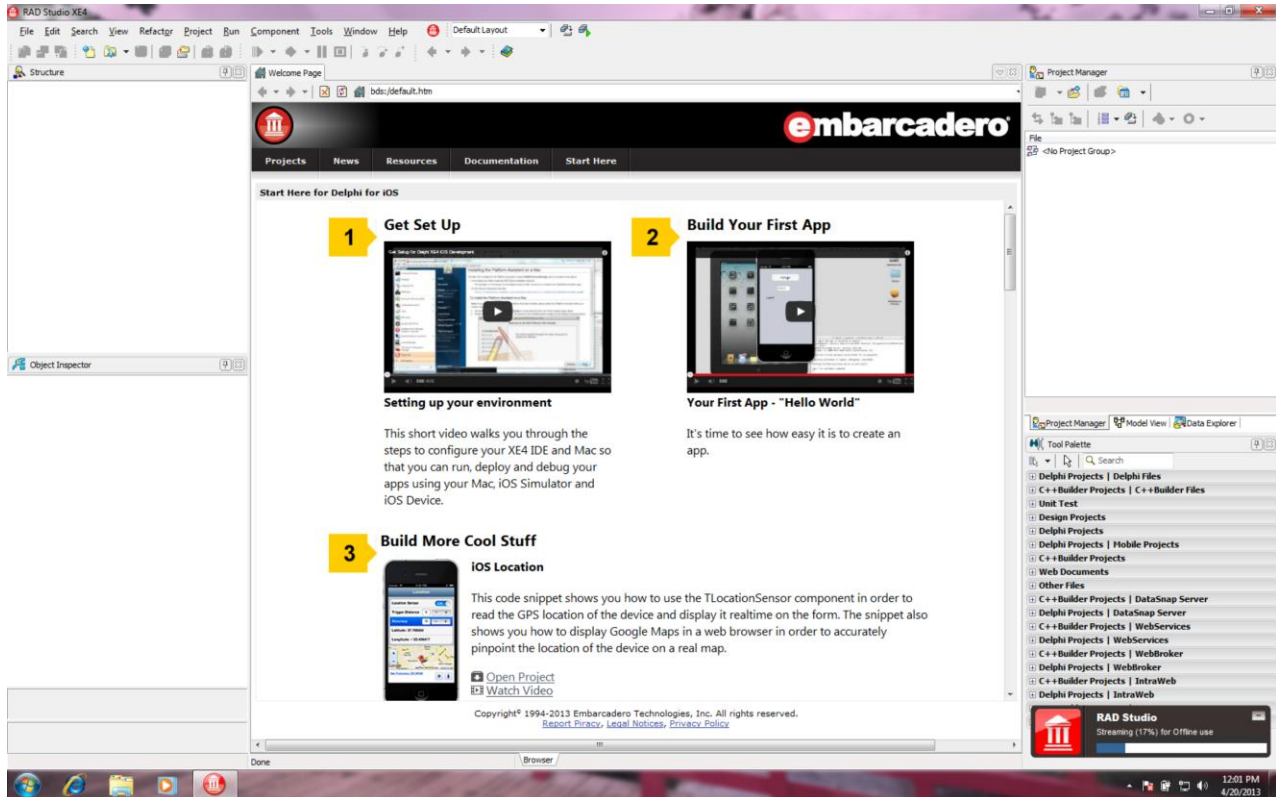 RAD Studio XE4
File Edit Search View Refactor Project Run Component Tools Window Help Default Layout
Structure
Welcome Page
Project Manager
bds:/default.htm
embarcadero
File
<No Project Group>
Projects News Resources Documentation Start Here
Start Here for Delphi for iOS
1
Get Set Up
2
Build Your First App
Setting up your environment
Your First App - "Hello World"
This short video walks you through the
steps to configure your XE4 IDE and Mac so
that you can run, deploy and debug your
apps using your Mac, iOS Simulator and
iOS Device.
It's time to see how easy it is to create an
app.
Object Inspector
3
Build More Cool Stuff
iOS Location
This code snippet shows you how to use the TLocationSensor component in order to
read the GPS location of the device and display it realtime on the form. The snippet also
shows you how to display Google Maps in a web browser in order to accurately
pinpoint the location of the device on a real map.
Open Project
Watch Video
Copyright© 1994-2013 Embarcadero Technologies, Inc. All rights reserved.
Report Piracy, Legal Notices, Privacy Policy
Done
Browser
Project Manager Model View Data Explorer
Tool Palette
Search
Delphi Projects | Delphi Files
C++Builder Projects | C++Builder Files
Unit Test
Design Projects
Delphi Projects
Delphi Projects | Mobile Projects
C++Builder Projects
Web Documents
Other Files
C++Builder Projects | DataSnap Server
Delphi Projects | DataSnap Server
C++Builder Projects | WebServices
Delphi Projects | WebServices
C++Builder Projects | WebBroker
Delphi Projects | WebBroker
C++Builder Projects | IntraWeb
Delphi Projects | IntraWeb
RAD Studio
Streaming (17%) for Offline use
12:01 PM
4/20/2013